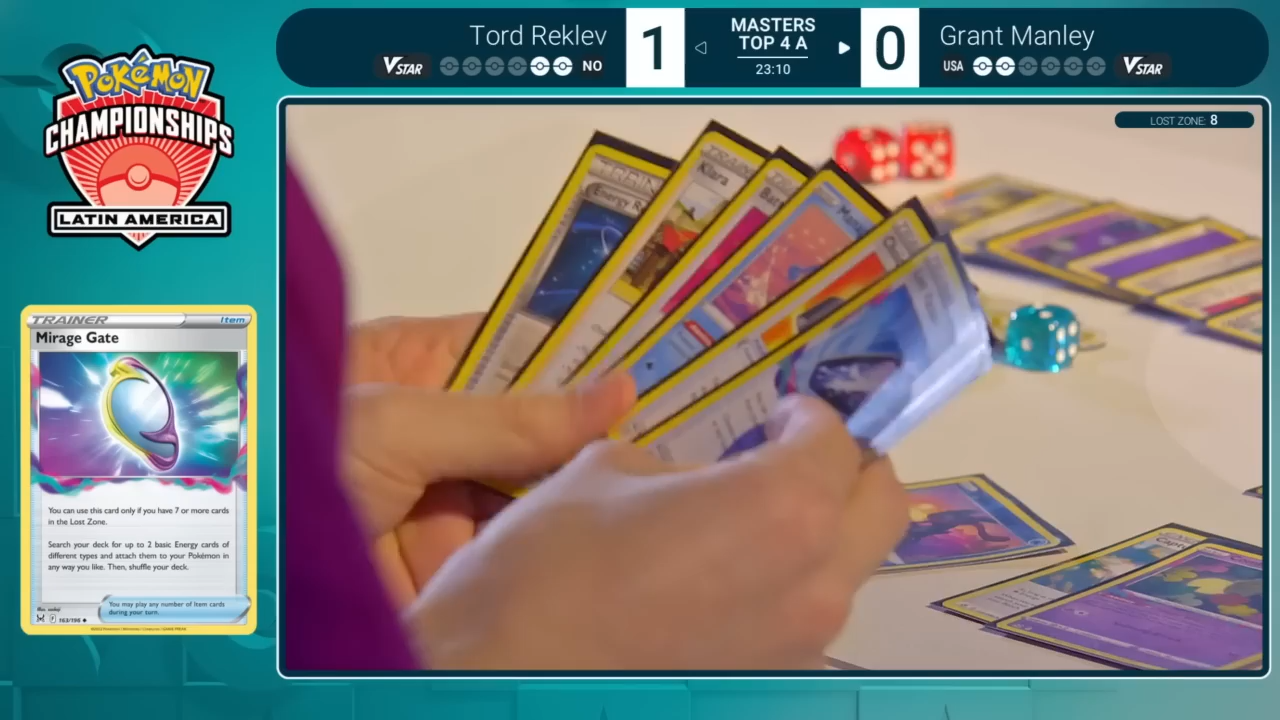 Tord Reklev
1
MASTERS
TOP 4 A
23:10
0
Grant Manley
VSTAR
NO
USA
VSTAR
LOST ZONE: 8
Pokémon
CHAMPIONSHIPS
LATIN AMERICA
TRAINER
Item
Mirage Gate
You can use this card only if you have 7 or more cards
in the Lost Zone.
Search your deck for up to 2 basic Energy cards of
different types and attach them to your Pokémon in
any way you like. Then, shuffle your deck.
You may play any number of Item cards
during your turn.
163/196
Energy R
Klara